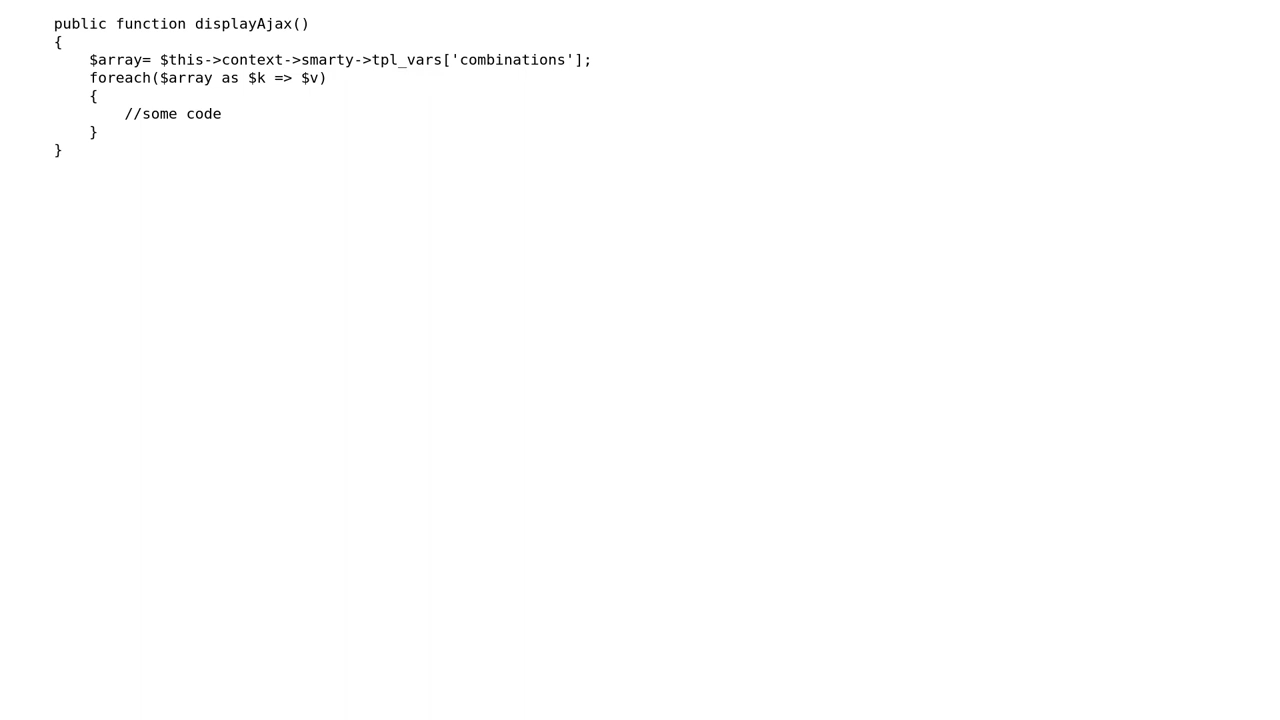 public function displayAjax()
{
    $array= $this->context->smarty->tpl_vars['combinations'];
    foreach($array as $k => $v)
    {
        //some code
    }
}